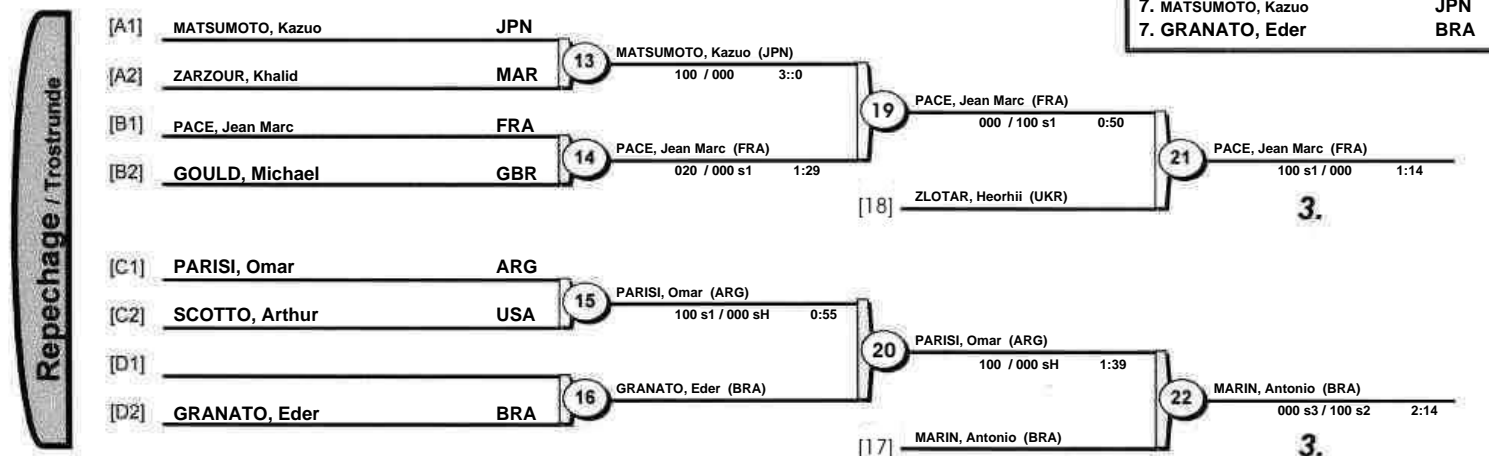 7. MATSUMOTO, Kazuo JPN
7. GRANATO, Eder BRA
Repechage / Trostrunde
[A1] MATSUMOTO, Kazuo JPN
13 MATSUMOTO, Kazuo (JPN)
100 / 000 3::0
[A2] ZARZOUR, Khalid MAR
19 PACE, Jean Marc (FRA)
000 / 100 s1 0:50
[B1] PACE, Jean Marc FRA
14 PACE, Jean Marc (FRA)
020 / 000 s1 1:29
[B2] GOULD, Michael GBR
21 PACE, Jean Marc (FRA)
100 s1 / 000 1:14
[18] ZLOTAR, Heorhii (UKR)
3.
[C1] PARISI, Omar ARG
15 PARISI, Omar (ARG)
100 s1 / 000 sH 0:55
[C2] SCOTTO, Arthur USA
20 PARISI, Omar (ARG)
100 / 000 sH 1:39
[D1]
16 GRANATO, Eder (BRA)
[D2] GRANATO, Eder BRA
22 MARIN, Antonio (BRA)
000 s3 / 100 s2 2:14
[17] MARIN, Antonio (BRA)
3.